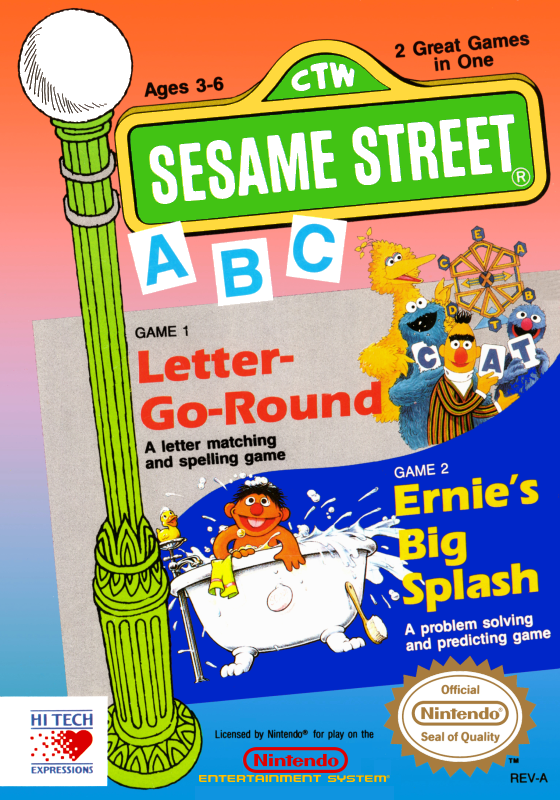 Ages 3-6
2 Great Games
in One
CTW
SESAME STREET®
A B C
GAME 1
Letter-
Go-Round
A letter matching
and spelling game
E
A
B
T
D
C
C A T
GAME 2
Ernie's
Big
Splash
A problem solving
and predicting game
HI TECH
EXPRESSIONS
Licensed by Nintendo® for play on the
Nintendo
ENTERTAINMENT SYSTEM®
Official
Nintendo®
Seal of Quality
™
REV-A